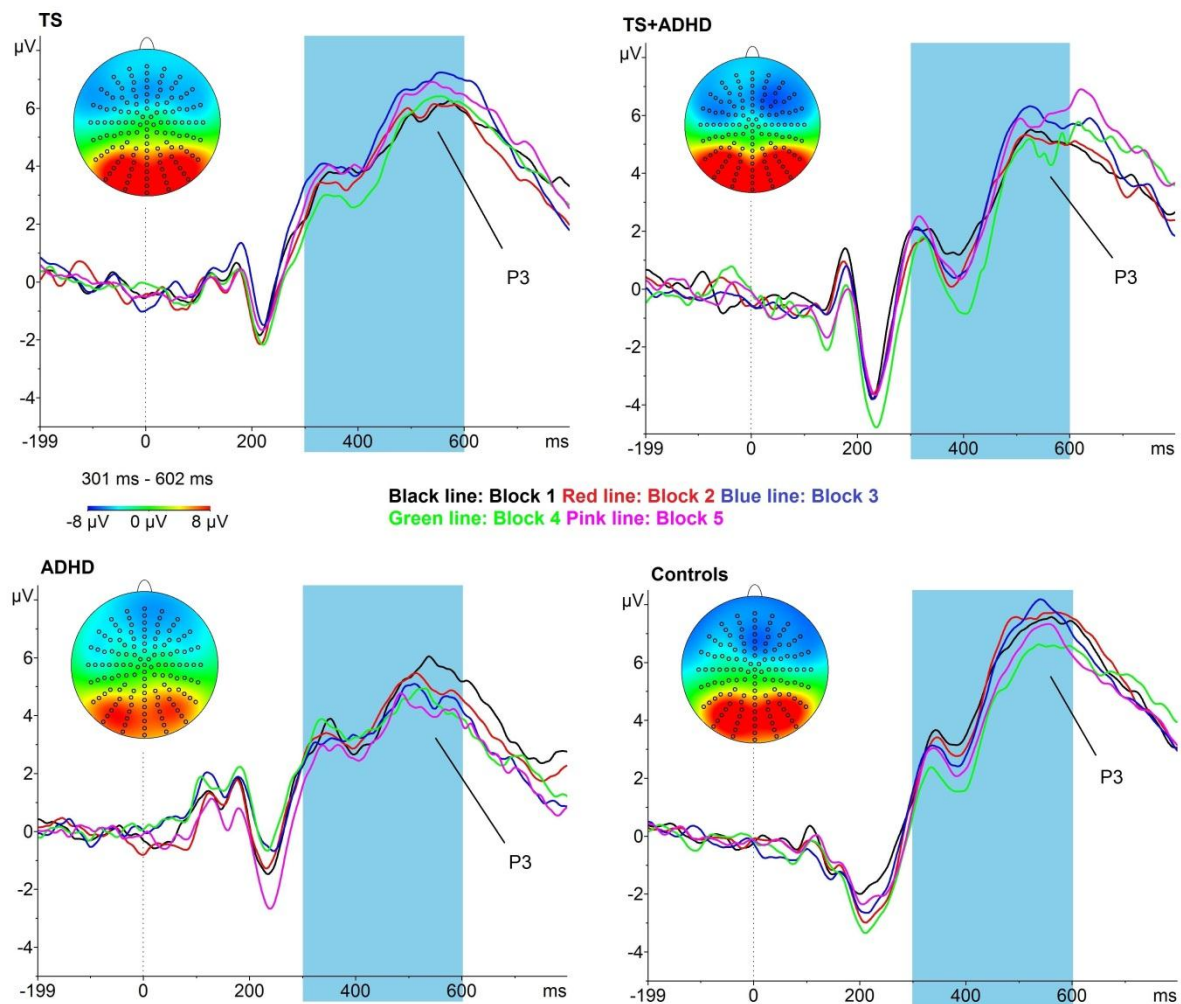 TS
µV
6
4
2
0
-2
-4
-199 0 200 400 600 ms
P3
TS+ADHD
µV
6
4
2
0
-2
-4
-199 0 200 400 600 ms
P3
301 ms - 602 ms
-8 µV 0 µV 8 µV
Black line: Block 1 Red line: Block 2 Blue line: Block 3
Green line: Block 4 Pink line: Block 5
ADHD
µV
6
4
2
0
-2
-4
-199 0 200 400 600 ms
P3
Controls
µV
6
4
2
0
-2
-4
-199 0 200 400 600 ms
P3